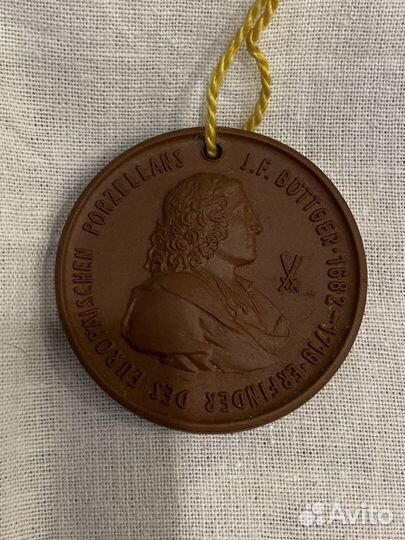 J.F. BÖTTGER · 1682–1719 · ERFINDER DES EUROPÄISCHEN PORZELLANS
Avito